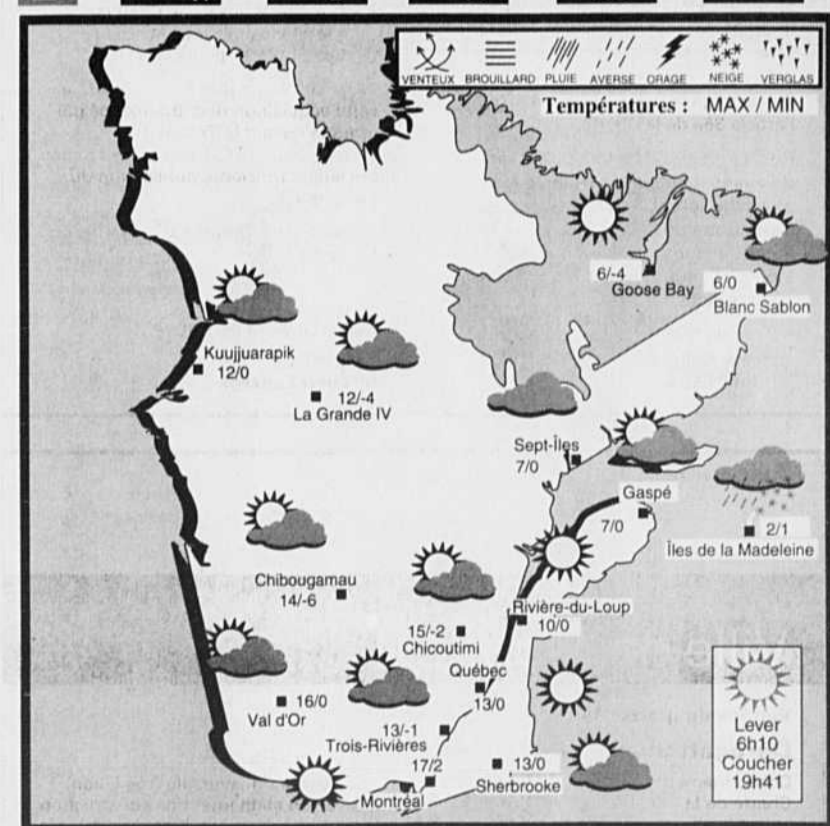 VENTEUX BROUILLARD PLUIE AVERSE ORAGE NEIGE VERGLAS
Températures : MAX / MIN
6/-4
Goose Bay
6/0
Blanc Sablon
Kuujjuarapik
12/0
12/-4
La Grande IV
Sept-Îles
7/0
Gaspé
7/0
2/1
Îles de la Madeleine
Chibougamau
14/-6
15/-2
Chicoutimi
Rivière-du-Loup
10/0
Québec
13/0
16/0
Val d'Or
13/-1
Trois-Rivières
17/2
Montréal
13/0
Sherbrooke
Lever
6h10
Coucher
19h41